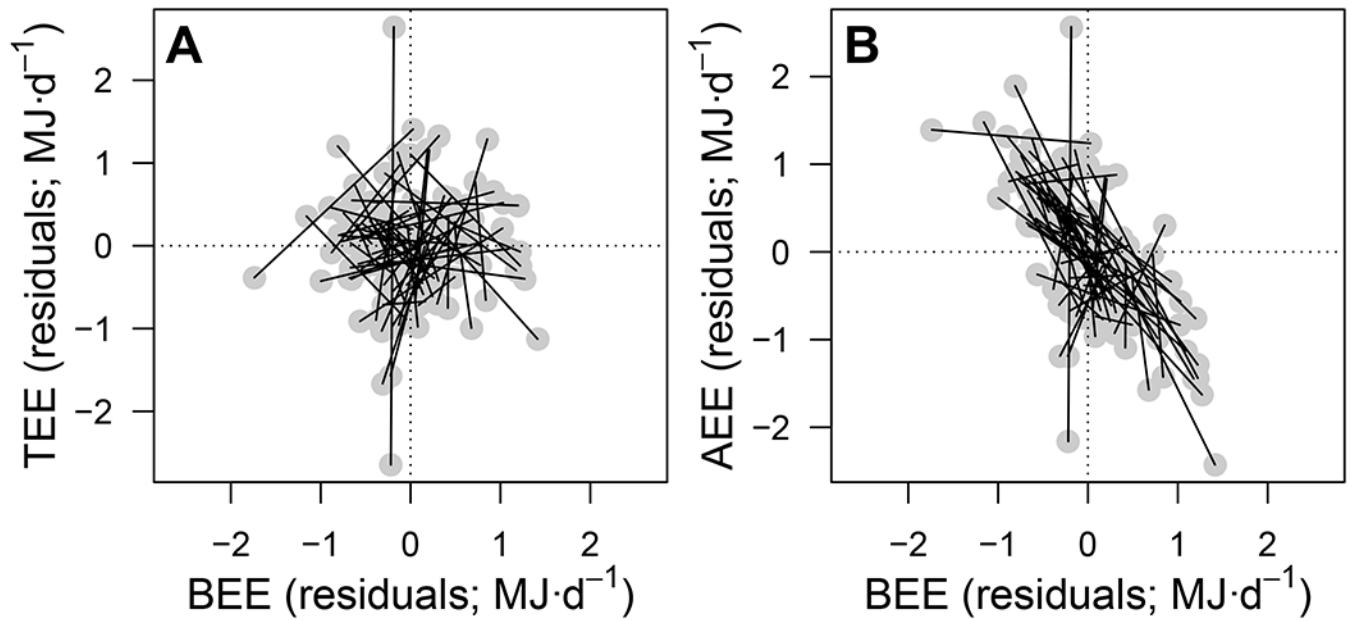 A
TEE (residuals; MJ·d⁻¹)
2
1
0
−1
−2
−2 −1 0 1 2
BEE (residuals; MJ·d⁻¹)
B
AEE (residuals; MJ·d⁻¹)
2
1
0
−1
−2
−2 −1 0 1 2
BEE (residuals; MJ·d⁻¹)